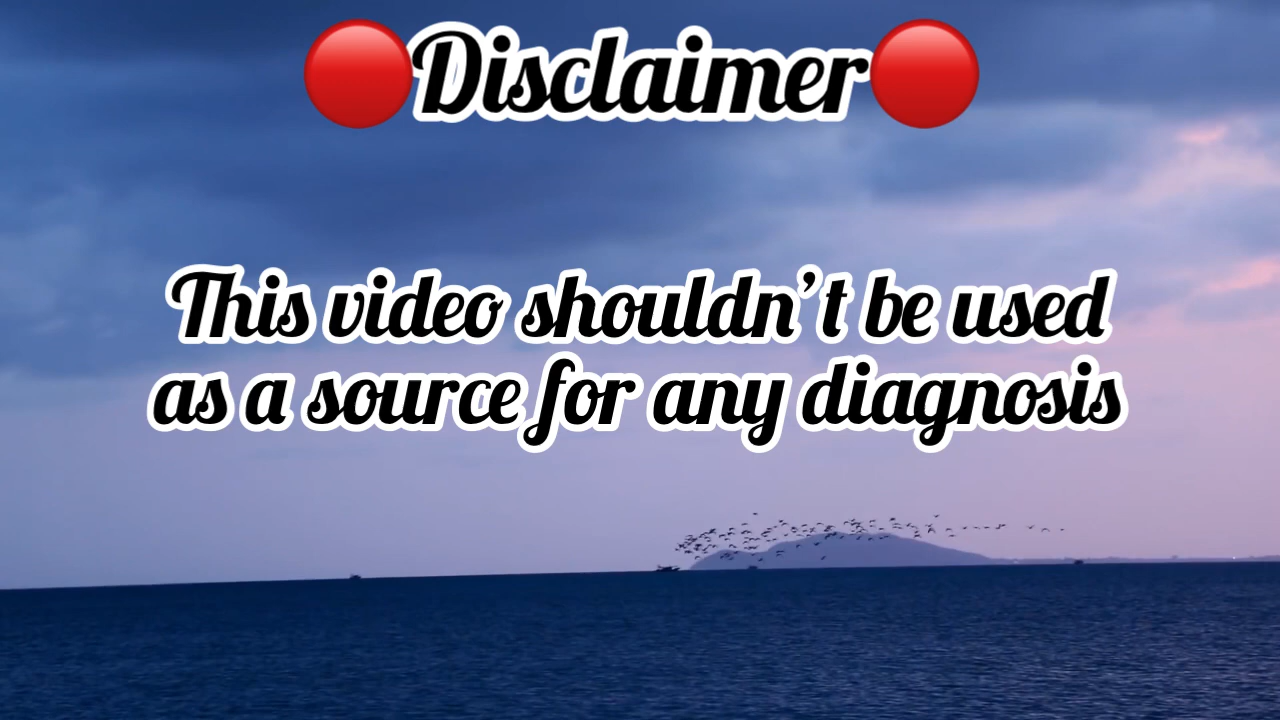 🔴Disclaimer🔴
This video shouldn't be used
as a source for any diagnosis